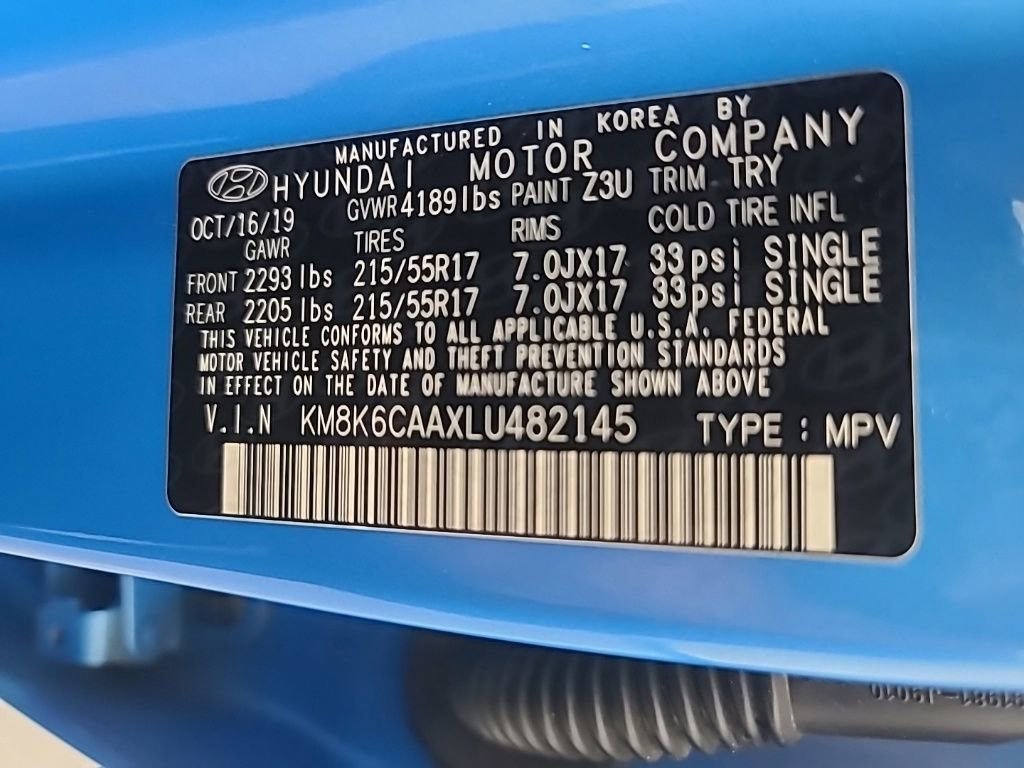 MANUFACTURED IN KOREA BY
HYUNDAI MOTOR COMPANY
OCT/16/19 GVWR 4189lbs PAINT Z3U TRIM TRY
GAWR TIRES RIMS COLD TIRE INFL
FRONT 2293 lbs 215/55R17 7.0JX17 33psi SINGLE
REAR 2205 lbs 215/55R17 7.0JX17 33psi SINGLE
THIS VEHICLE CONFORMS TO ALL APPLICABLE U.S.A. FEDERAL
MOTOR VEHICLE SAFETY AND THEFT PREVENTION STANDARDS
IN EFFECT ON THE DATE OF MANUFACTURE SHOWN ABOVE
V.I.N KM8K6CAAXLU482145 TYPE : MPV